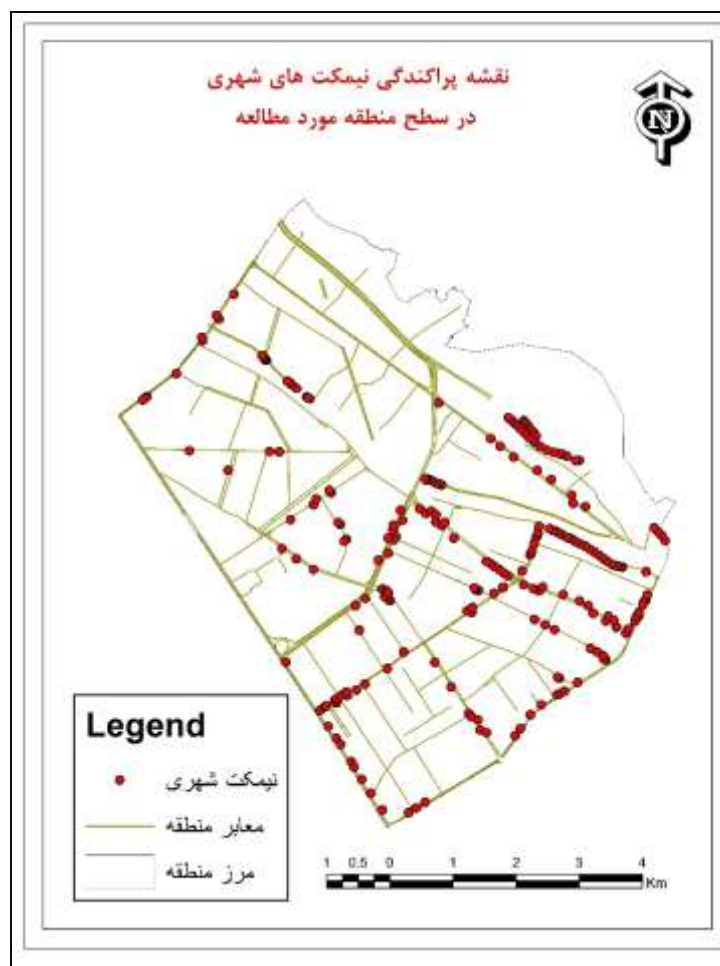 نقشه پراکندگی نیمکت های شهری
در سطح منطقه مورد مطالعه
N
Legend
نیمکت شهری
معابر منطقه
مرز منطقه
1 0.5 0 1 2 3 4
Km